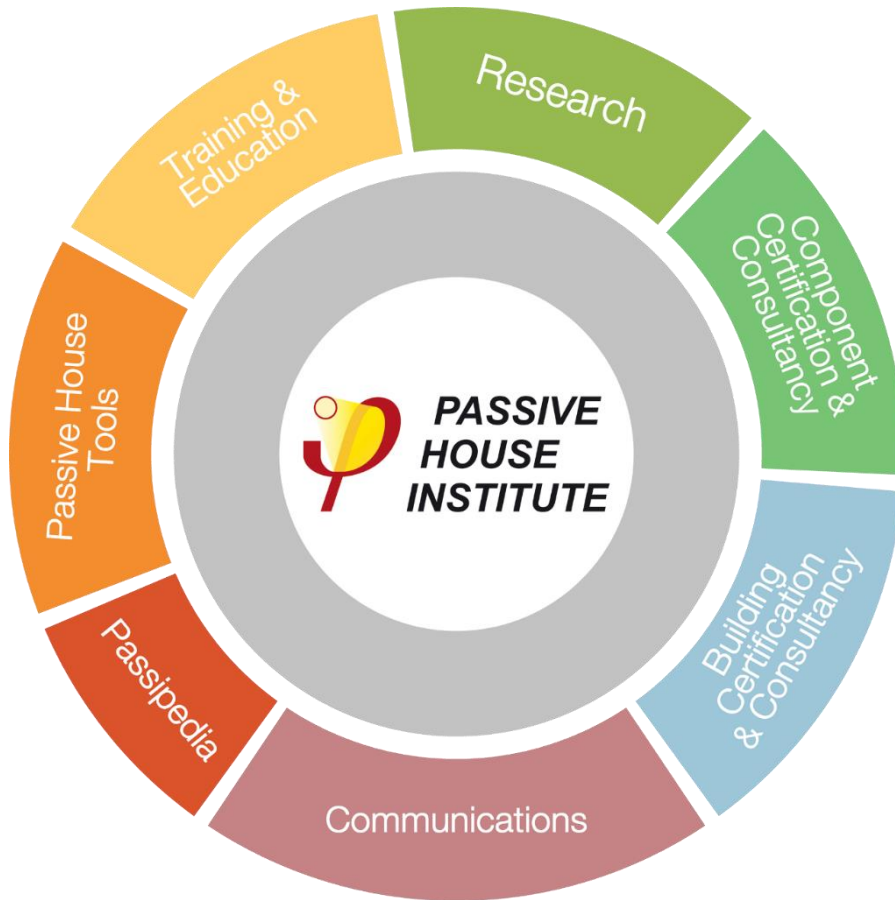 Research
Component
Certification &
Consultancy
Building
Certification
& Consultancy
Communications
Passipedia
Passive House
Tools
Training &
Education
PASSIVE
HOUSE
INSTITUTE